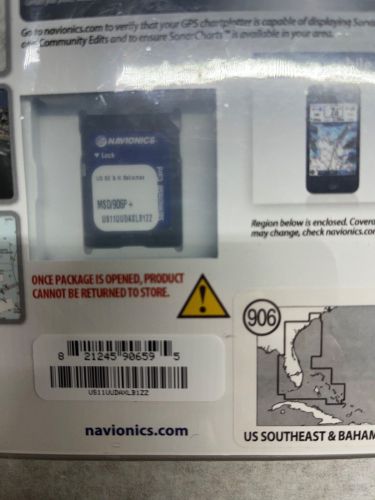 Go to navionics.com to verify that your GPS chartplotter is capable of displaying Sonar
Community Edits and to ensure SonarCharts™ is available in your area.
NAVIONICS
Lock
US SE & N Bahamas
MSD/906P+
US11UUDAXLB122
Region below is enclosed. Covera
may change, check navionics.com
ONCE PACKAGE IS OPENED, PRODUCT
CANNOT BE RETURNED TO STORE.
906
8 21245 90659 5
US11UUDAXLB122
navionics.com
US SOUTHEAST & BAHAM